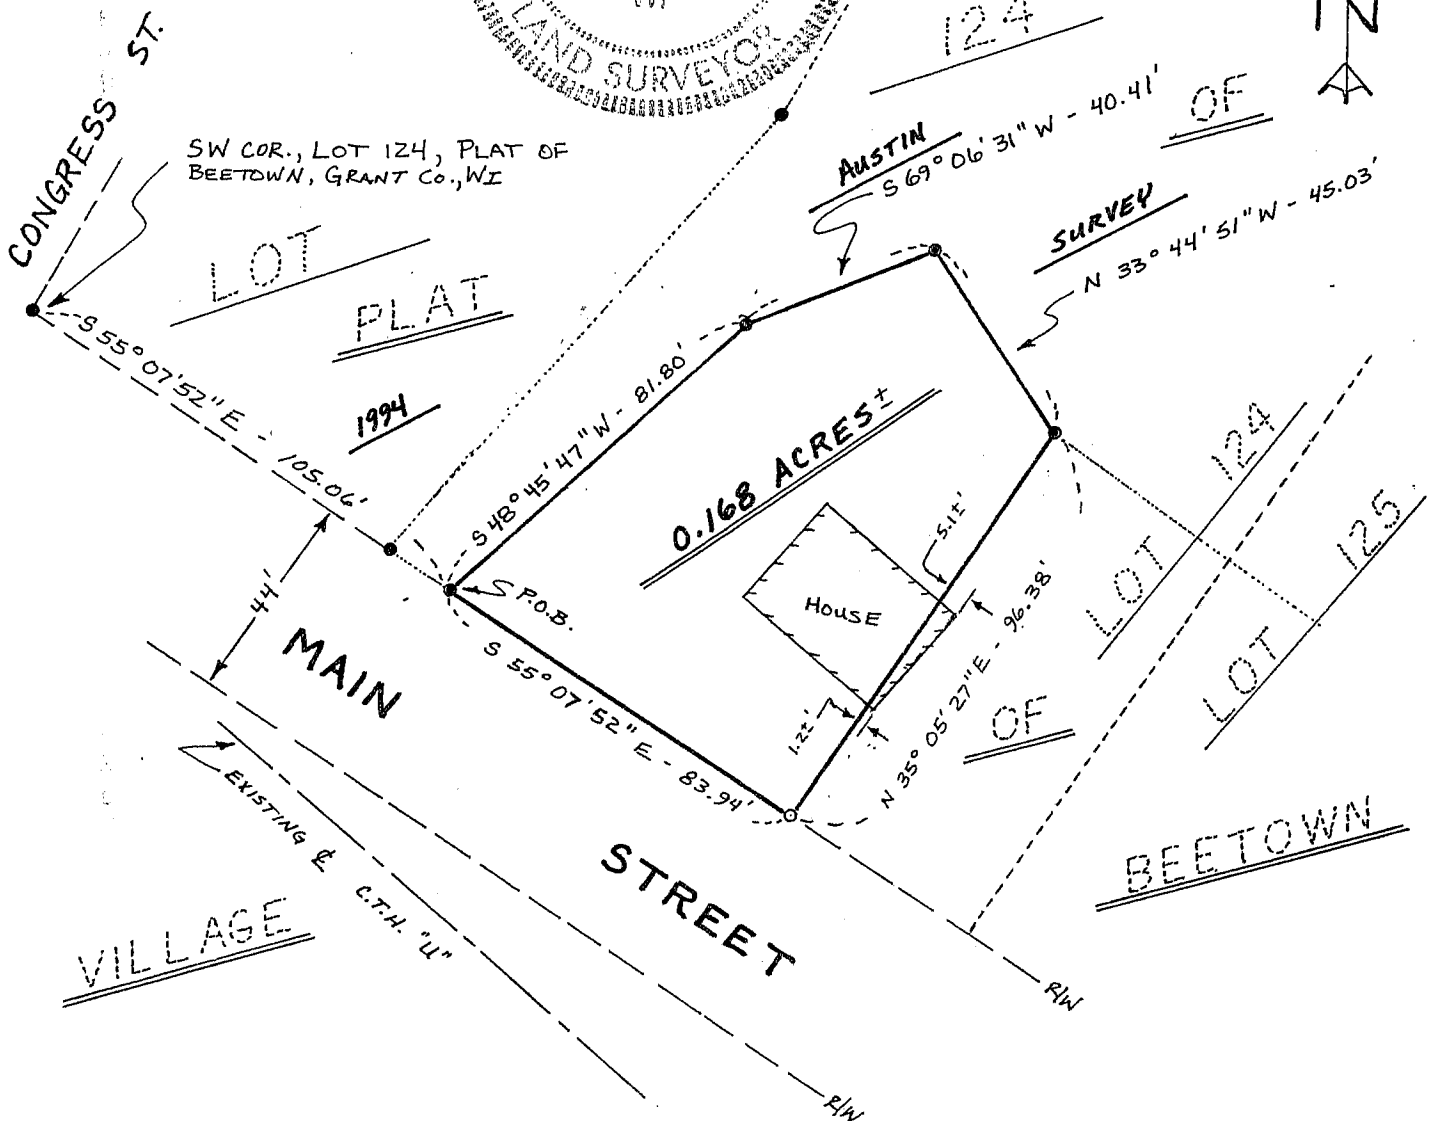 LAND SURVEYOR
124
N
CONGRESS ST.
SW COR., LOT 124, PLAT OF
BEETOWN, GRANT CO., WI
AUSTIN
S 69° 06' 31" W - 40.41'
OF
SURVEY
N 33° 44' 51" W - 45.03'
LOT
PLAT
S 55° 07' 52" E - 105.06'
1994
S 48° 45' 47" W - 81.80'
0.168 ACRES±
LOT 124
LOT 125
5.1±'
HOUSE
1.2±'
N 35° 05' 27" E - 96.38'
P.O.B.
44'
S 55° 07' 52" E - 83.94'
MAIN
STREET
OF
BEETOWN
EXISTING ℄ C.T.H. "U"
VILLAGE
R/W
R/W